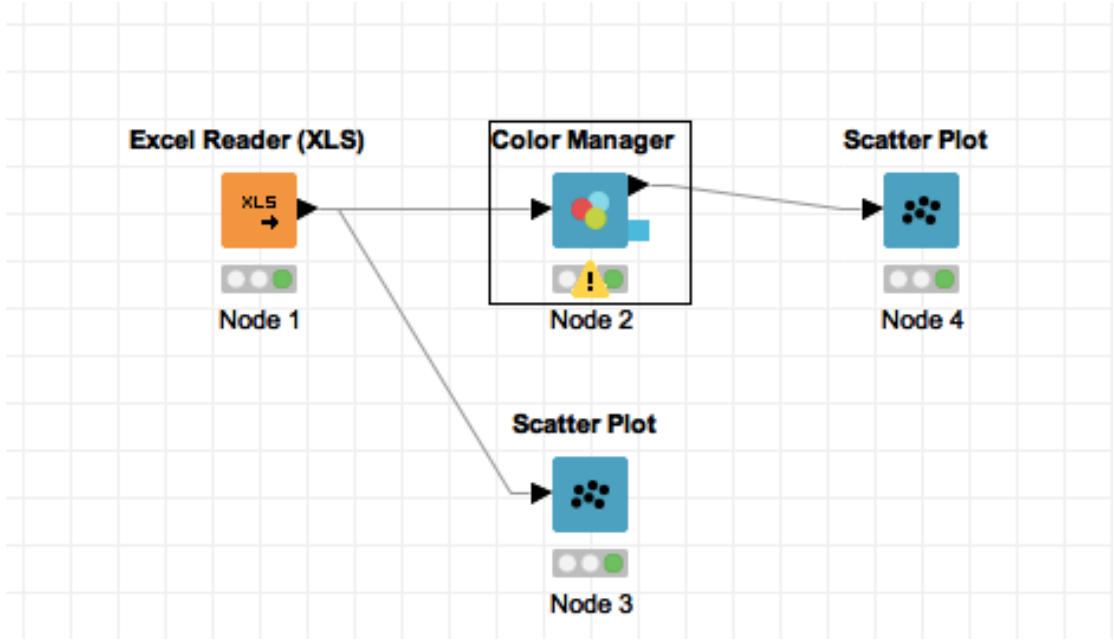 Excel Reader (XLS)
Color Manager
Scatter Plot
XLS
!
Node 1
Node 2
Node 4
Scatter Plot
Node 3